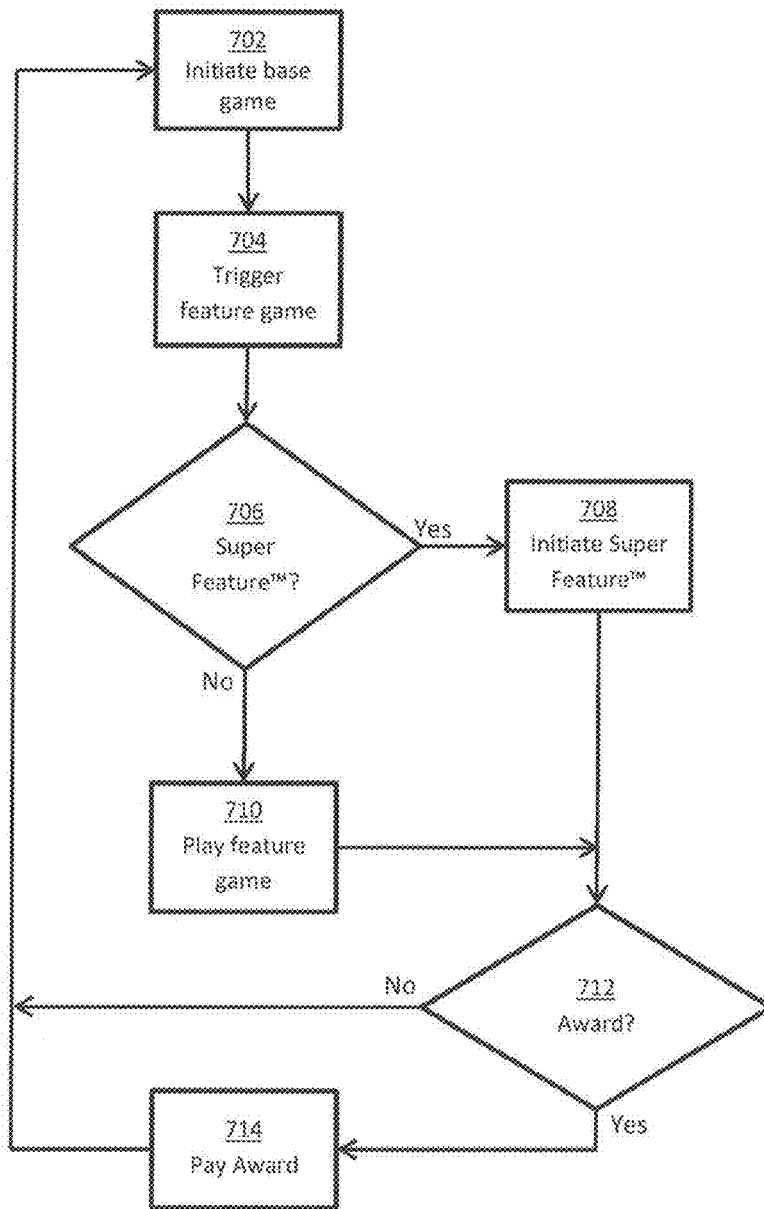 702
Initiate base
game
704
Trigger
feature game
706
Super
Feature™?
Yes
708
Initiate Super
Feature™
No
710
Play feature
game
No
712
Award?
Yes
714
Pay Award